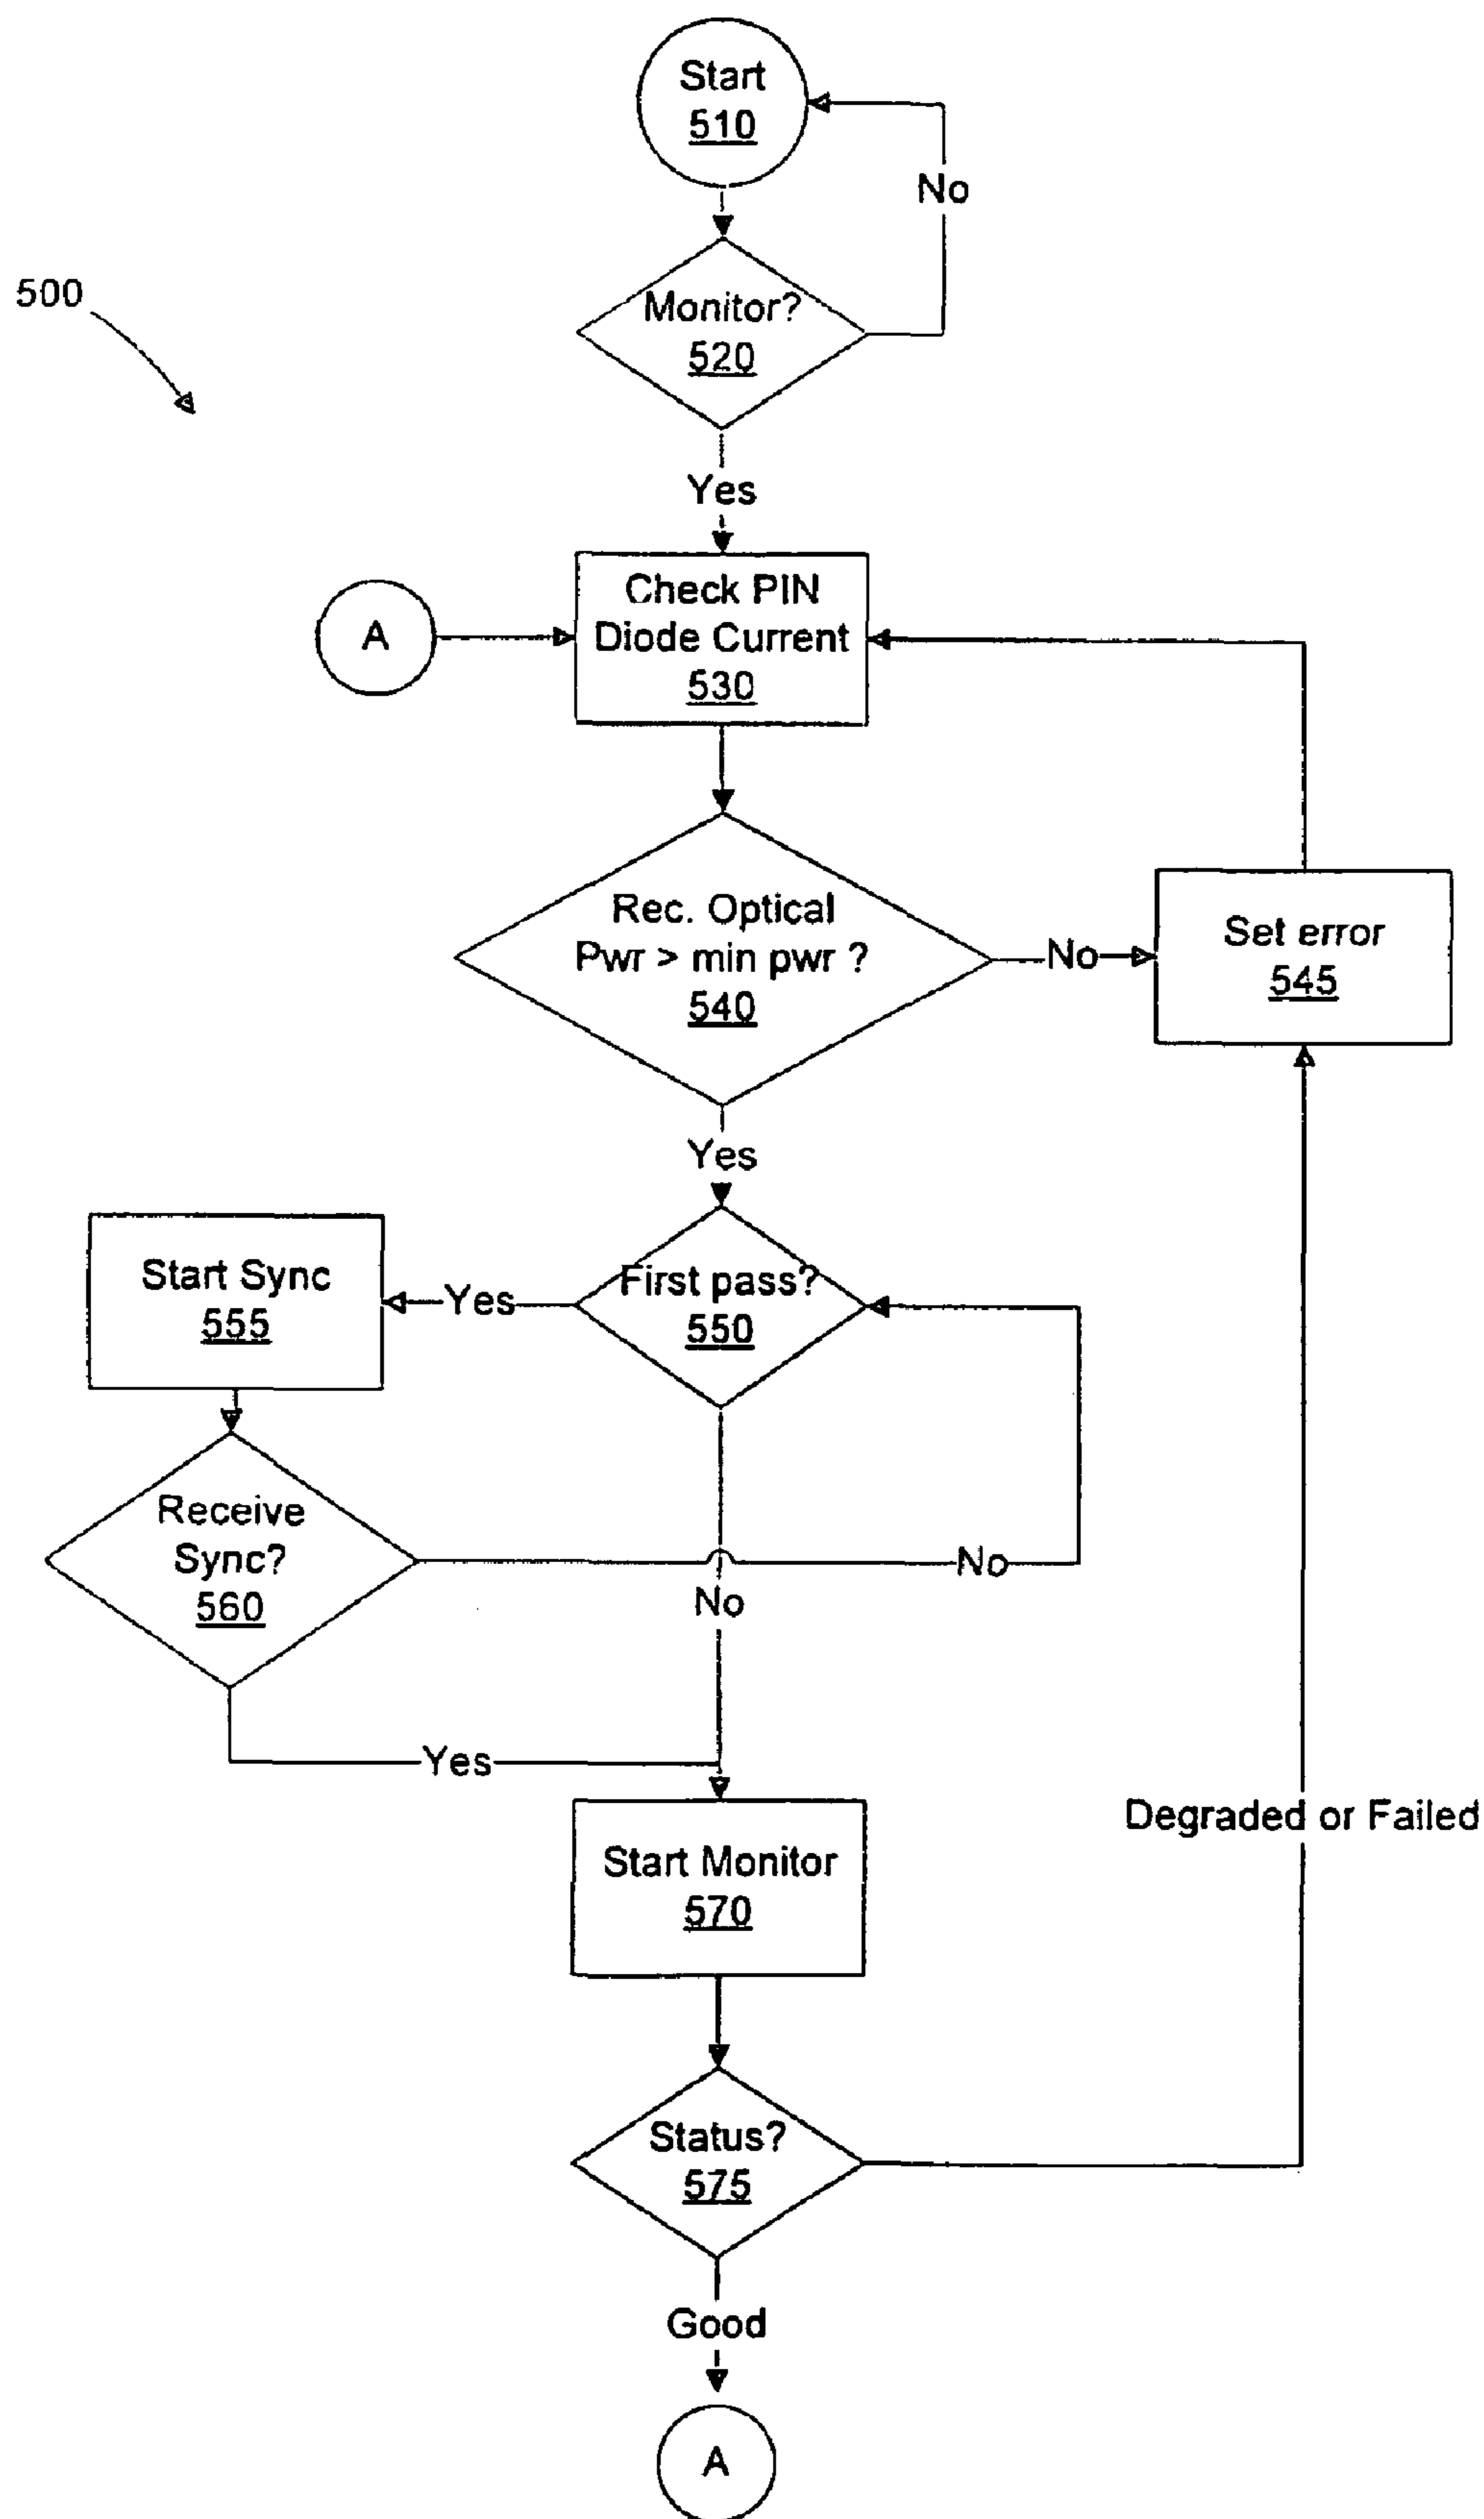 Start
510
No
500
Monitor?
520
Yes
Check PIN
Diode Current
530
A
Rec. Optical
Pwr > min pwr ?
540
No
Set error
545
Yes
Start Sync
555
Yes
First pass?
550
Receive
Sync?
560
No
No
Yes
Start Monitor
570
Degraded or Failed
Status?
575
Good
A